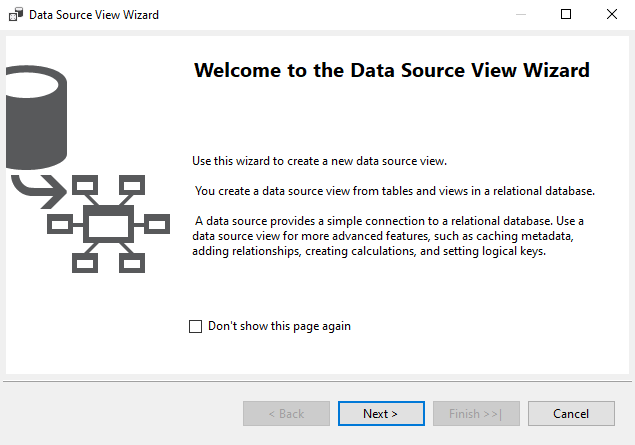 Data Source View Wizard
Welcome to the Data Source View Wizard
Use this wizard to create a new data source view.
You create a data source view from tables and views in a relational database.
A data source provides a simple connection to a relational database. Use a
data source view for more advanced features, such as caching metadata,
adding relationships, creating calculations, and setting logical keys.
Don't show this page again
< Back
Next >
Finish >>|
Cancel